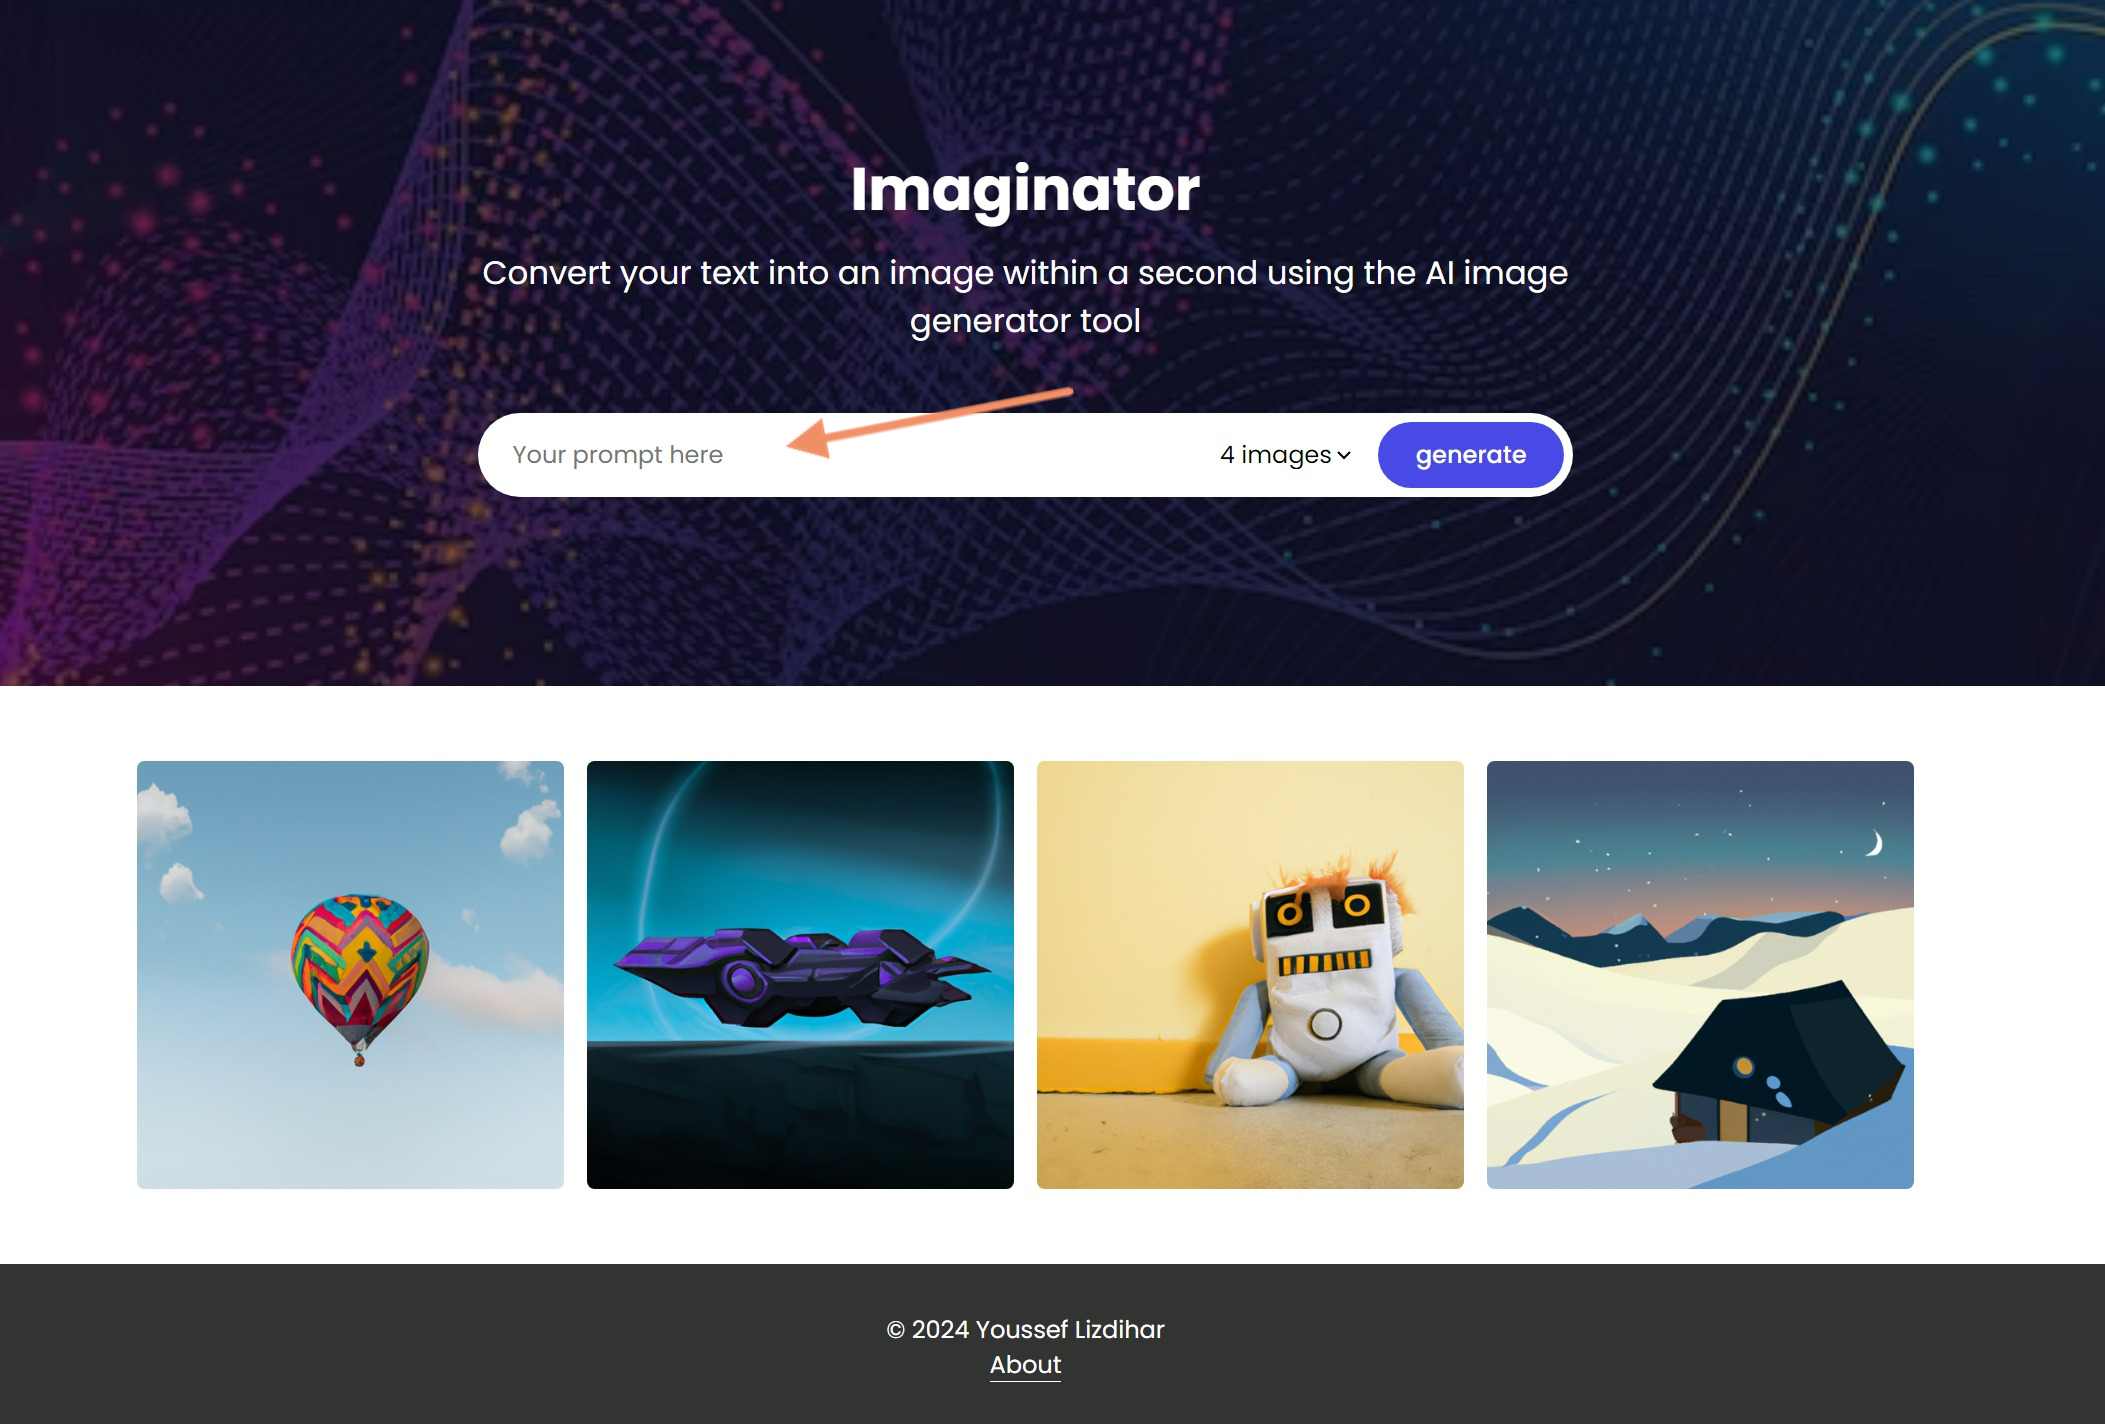 Imaginator
Convert your text into an image within a second using the AI image
generator tool
Your prompt here 4 images generate
© 2024 Youssef Lizdihar
About